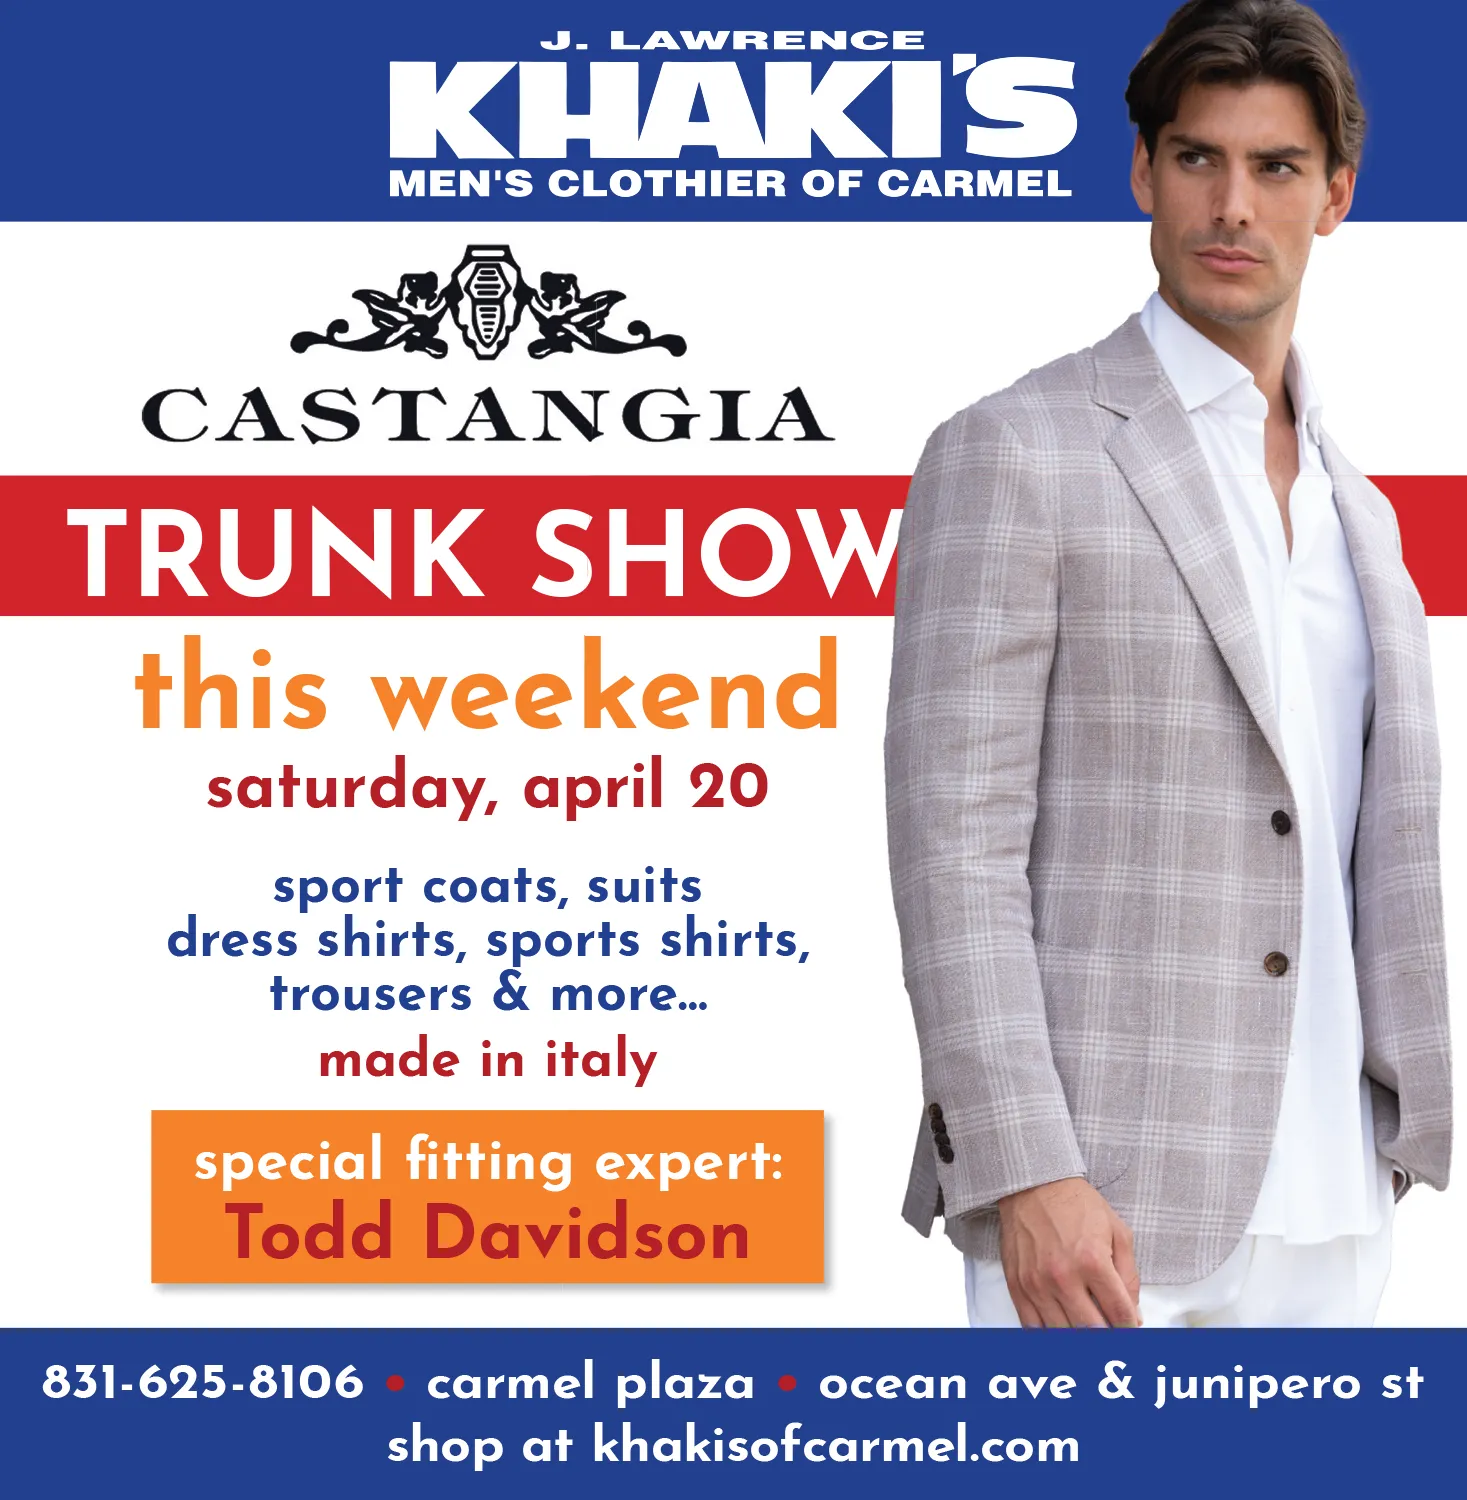 J. LAWRENCE
KHAKI'S
MEN'S CLOTHIER OF CARMEL
CASTANGIA
TRUNK SHOW
this weekend
saturday, april 20
sport coats, suits
dress shirts, sports shirts,
trousers & more...
made in italy
special fitting expert:
Todd Davidson
831-625-8106 • carmel plaza • ocean ave & junipero st
shop at khakisofcarmel.com